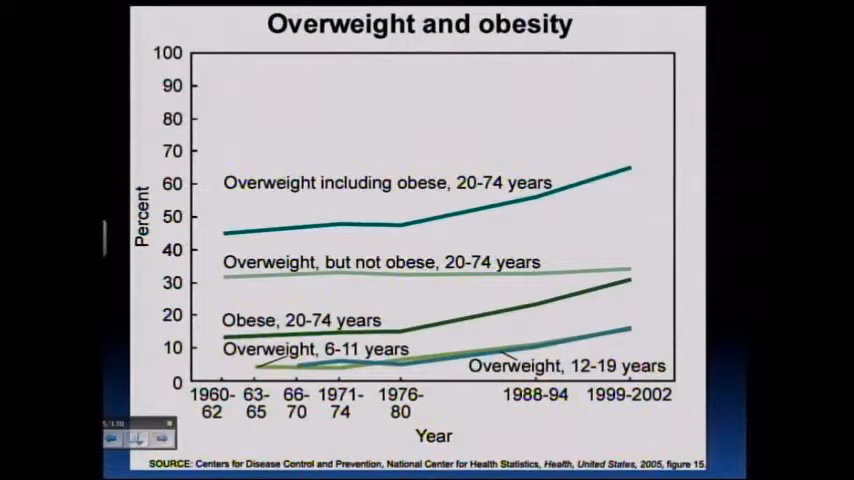 Overweight and obesity
100
90
80
70
60
50
40
30
20
10
0
Percent
Overweight including obese, 20-74 years
Overweight, but not obese, 20-74 years
Obese, 20-74 years
Overweight, 6-11 years
Overweight, 12-19 years
1960-
62
63-
65
66-
70
1971-
74
1976-
80
1988-94
1999-2002
Year
SOURCE: Centers for Disease Control and Prevention, National Center for Health Statistics, Health, United States, 2005, figure 15.